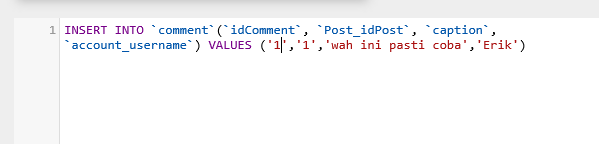 1 INSERT INTO `comment`(`idComment`, `Post_idPost`, `caption`,
`account_username`) VALUES ('1','1','wah ini pasti coba','Erik')